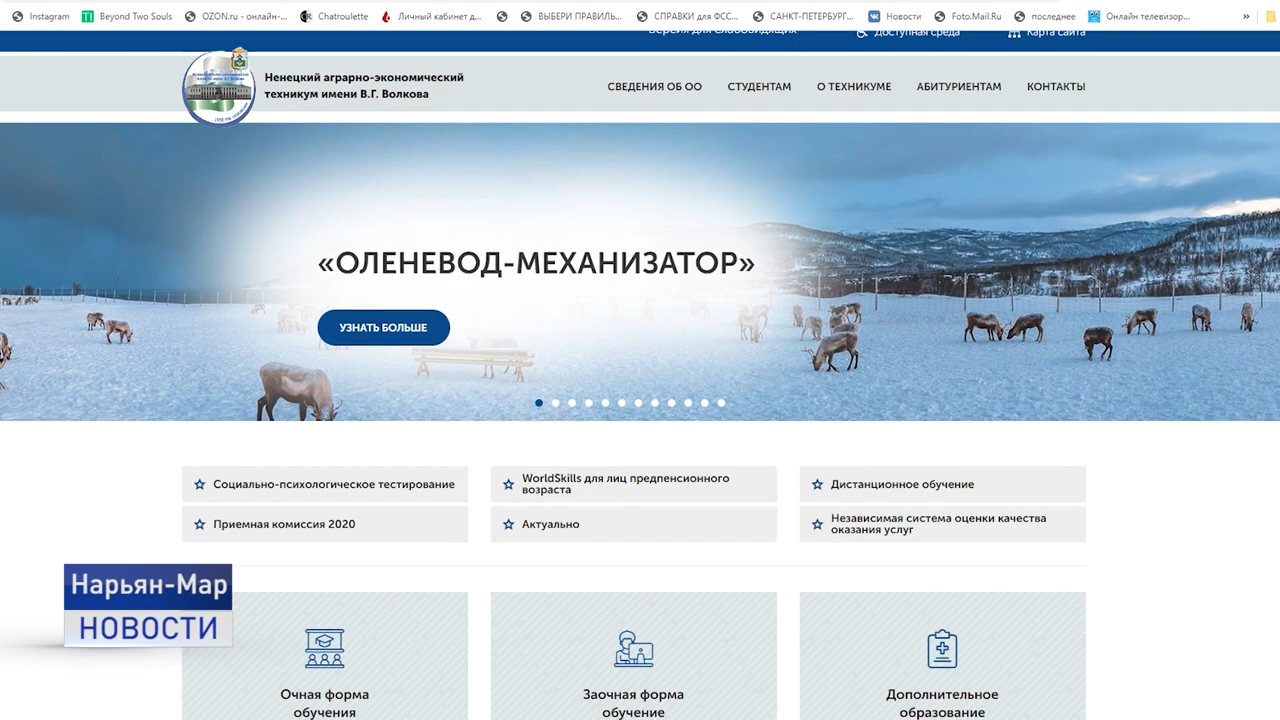 Instagram
Beyond Two Souls
OZON.ru - онлайн-...
Chatroulette
Личный кабинет д...
ВЫБЕРИ ПРАВИЛЬ...
СПРАВКИ для ФСС...
САНКТ-ПЕТЕРБУРГ...
Новости
Foto.Mail.Ru
последнее
Онлайн телевизор...
»
Версия для слабовидящих
Доступная среда
Карта сайта
Ненецкий аграрно-экономический
техникум имени В.Г. Волкова
СВЕДЕНИЯ ОБ ОО
СТУДЕНТАМ
О ТЕХНИКУМЕ
АБИТУРИЕНТАМ
КОНТАКТЫ
«ОЛЕНЕВОД-МЕХАНИЗАТОР»
УЗНАТЬ БОЛЬШЕ
Социально-психологическое тестирование
WorldSkills для лиц предпенсионного
возраста
Дистанционное обучение
Приемная комиссия 2020
Актуально
Независимая система оценки качества
оказания услуг
Нарьян-Мар
НОВОСТИ
Очная форма
обучения
Заочная форма
обучение
Дополнительное
образование